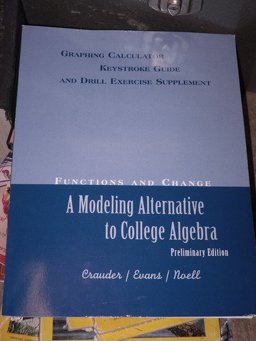 Graphing Calculator
Keystroke Guide
and Drill Exercise Supplement
Functions and Change
A Modeling Alternative
to College Algebra
Preliminary Edition
Crauder / Evans / Noell